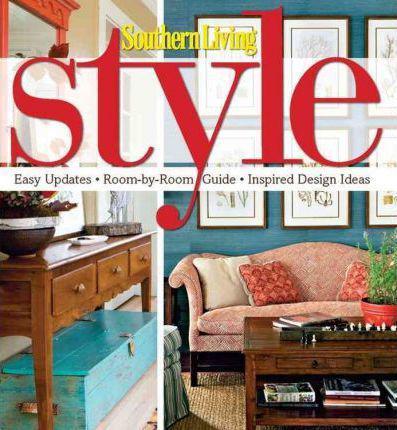 Southern Living
style
Easy Updates • Room-by-Room Guide • Inspired Design Ideas